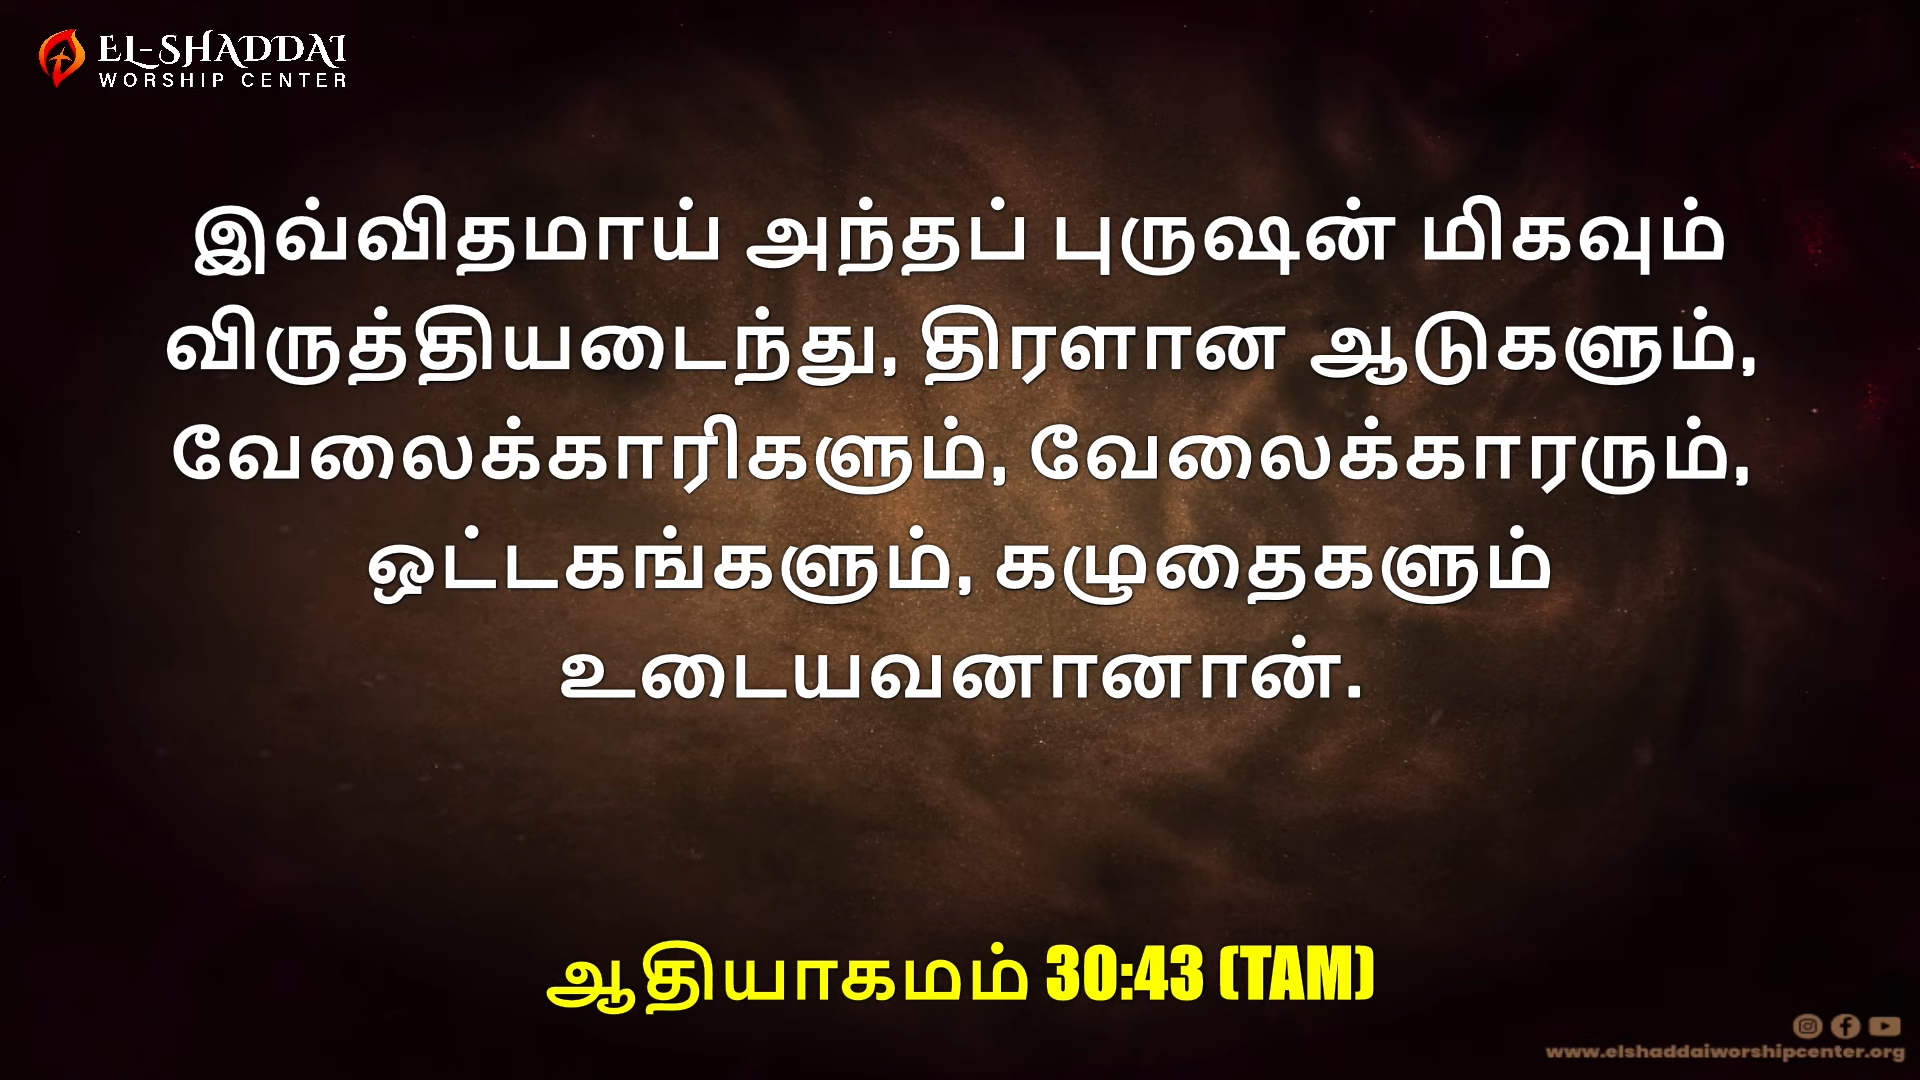 EL-SHADDAI
WORSHIP CENTER
இவ்விதமாய் அந்தப் புருஷன் மிகவும்
விருத்தியடைந்து, திரளான ஆடுகளும்,
வேலைக்காரிகளும், வேலைக்காரரும்,
ஒட்டகங்களும், கழுதைகளும்
உடையவனானான்.
ஆதியாகமம் 30:43 (TAM)
www.elshaddaiworshipcenter.org